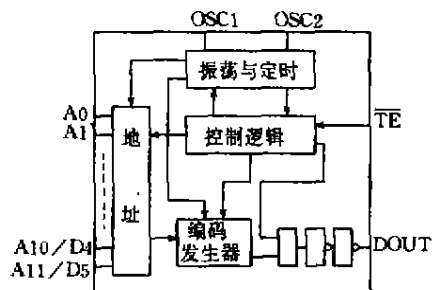 OSC1 OSC2
振荡与定时
A0
A1
地
址
控制逻辑
TE
编码
发生器
A10/D4
A11/D5
DOUT